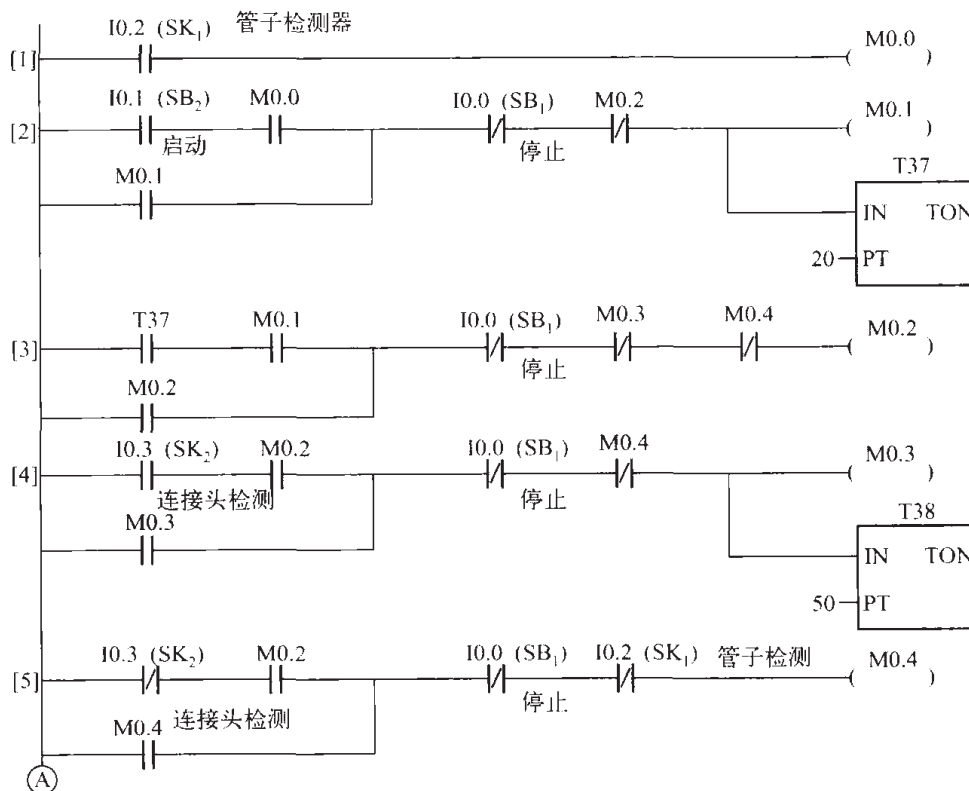 I0.2 (SK₁) 管子检测器 M0.0
[1] ( )
I0.1 (SB₂) M0.0 I0.0 (SB₁) M0.2 M0.1
[2] ( )
启动 停止
T37
M0.1
IN TON
20 PT
T37 M0.1 I0.0 (SB₁) M0.3 M0.4 M0.2
[3] ( )
停止
M0.2
I0.3 (SK₂) M0.2 I0.0 (SB₁) M0.4 M0.3
[4] ( )
连接头检测 停止
T38
M0.3
IN TON
50 PT
I0.3 (SK₂) M0.2 I0.0 (SB₁) I0.2 (SK₁) 管子检测 M0.4
[5] ( )
连接头检测 停止
M0.4
A